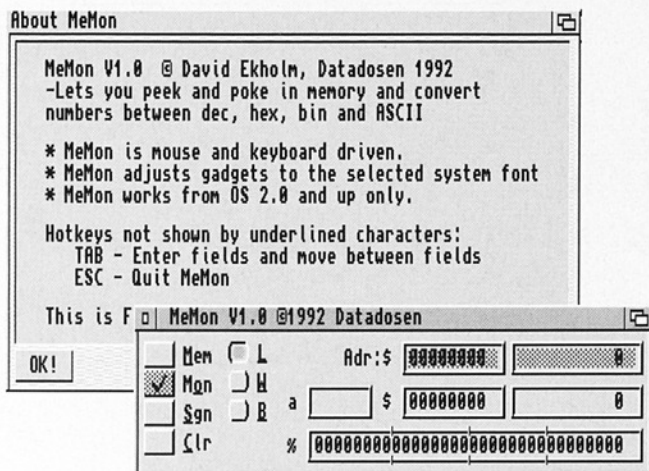 About MeMon
MeMon V1.0 © David Ekholm, Datadosen 1992
-Lets you peek and poke in memory and convert
numbers between dec, hex, bin and ASCII
* MeMon is mouse and keyboard driven.
* MeMon adjusts gadgets to the selected system font
* MeMon works from OS 2.0 and up only.
Hotkeys not shown by underlined characters:
TAB - Enter fields and move between fields
ESC - Quit MeMon
This is F
OK!
MeMon V1.0 ©1992 Datadosen
Mem L Adr:$ 00000000 0
Mon W
Sgn B a $ 00000000 0
Clr % 00000000000000000000000000000000